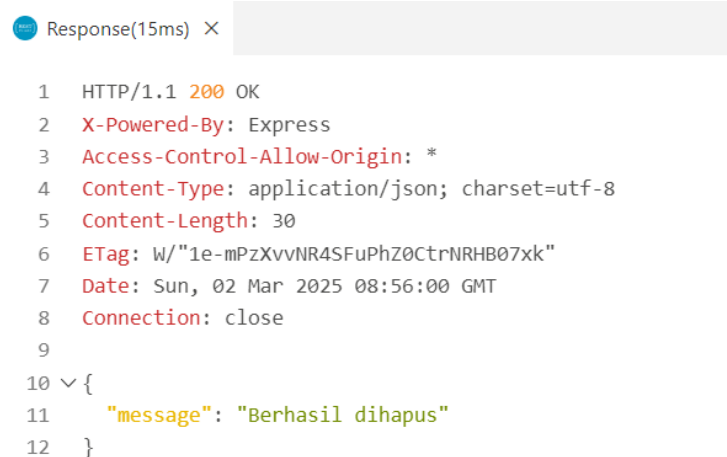 Response(15ms) ×
1 HTTP/1.1 200 OK
2 X-Powered-By: Express
3 Access-Control-Allow-Origin: *
4 Content-Type: application/json; charset=utf-8
5 Content-Length: 30
6 ETag: W/"1e-mPzXvvNR4SFuPhZ0CtrNRHB07xk"
7 Date: Sun, 02 Mar 2025 08:56:00 GMT
8 Connection: close
9
10 {
11 "message": "Berhasil dihapus"
12 }